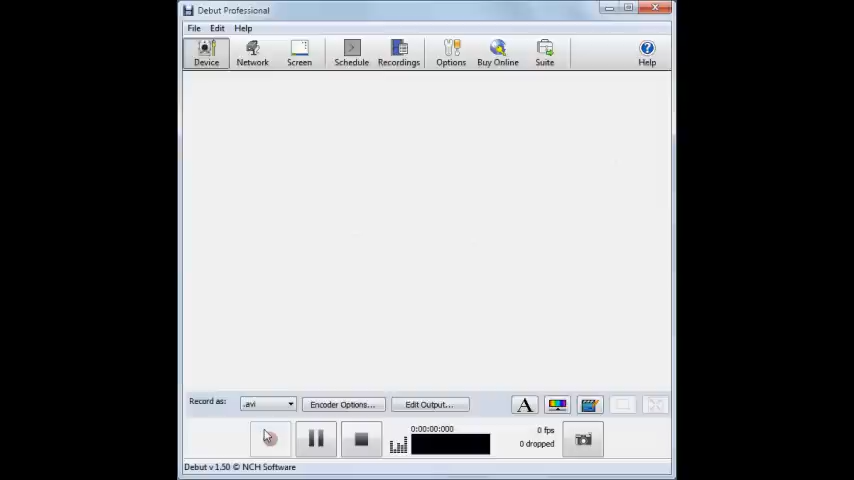 Debut Professional
File Edit Help
Device Network Screen Schedule Recordings Options Buy Online Suite Help
Record as: .avi Encoder Options... Edit Output... A
0:00:00:000 0 fps
0 dropped
Debut v 1.50 © NCH Software